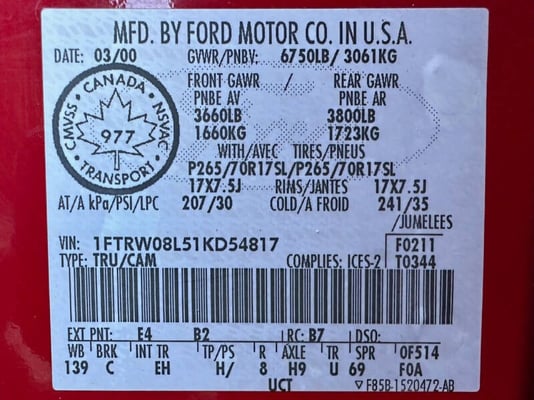 MFD. BY FORD MOTOR CO. IN U.S.A.
DATE: 03/00 GVWR/PNBV: 6750LB/ 3061KG
CMVSS • CANADA • NSVAC • TRANSPORT •
977
FRONT GAWR / REAR GAWR
PNBE AV PNBE AR
3660LB 3800LB
1660KG 1723KG
WITH/AVEC TIRES/PNEUS
P265/70R17SL/P265/70R17SL
17X7.5J RIMS/JANTES 17X7.5J
AT/A kPa/PSI/LPC 207/30 COLD/A FROID 241/35
/JUMELEES
VIN: 1FTRW08L51KD54817 F0211
TYPE: TRU/CAM COMPLIES: ICES-2 T0344
EXT PNT: E4 B2 RC: B7 DSO:
WB BRK INT TR TP/PS R AXLE TR SPR 0F514
139 C EH H/ 8 H9 U 69 F0A
UCT F85B-1520472-AB